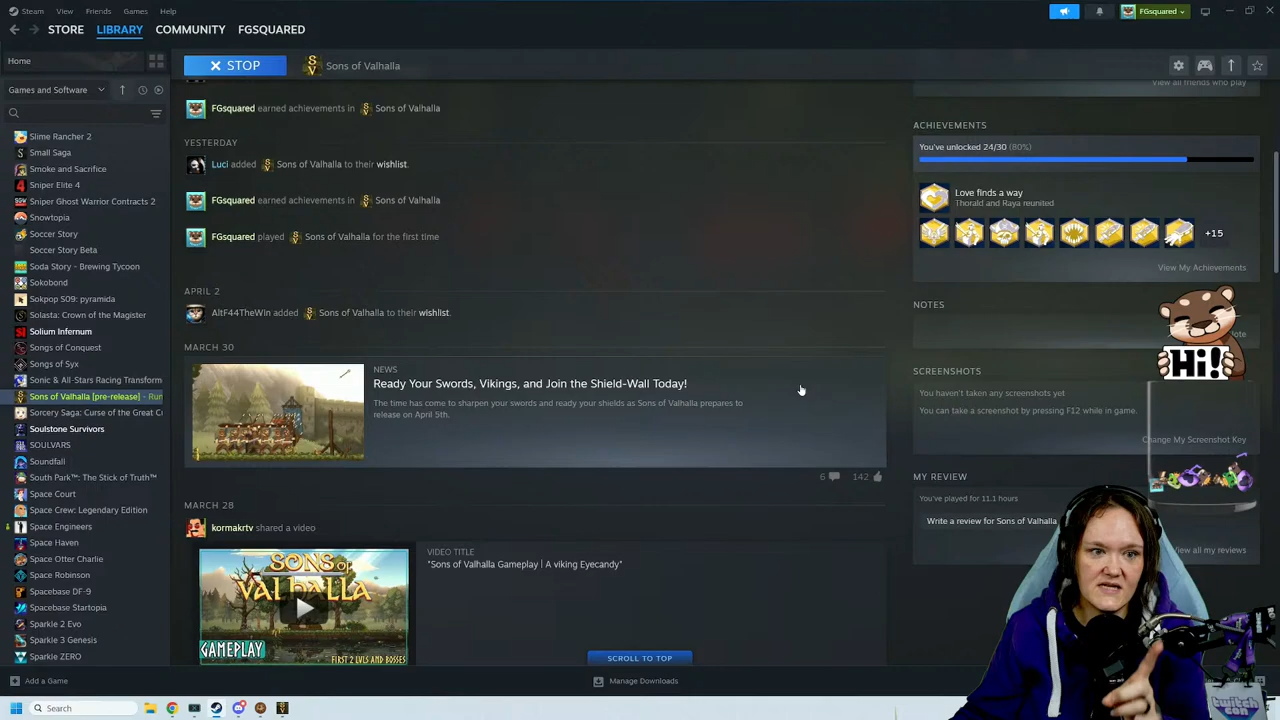 Steam View Friends Games Help
FGsquared
STORE LIBRARY COMMUNITY FGSQUARED
Home
STOP Sons of Valhalla
Games and Software
Slime Rancher 2
Small Saga
Smoke and Sacrifice
Sniper Elite 4
Sniper Ghost Warrior Contracts 2
Snowtopia
Soccer Story
Soccer Story Beta
Soda Story - Brewing Tycoon
Sokobond
Sokpop S09: pyramida
Solasta: Crown of the Magister
Solium Infernum
Songs of Conquest
Songs of Syx
Sonic & All-Stars Racing Transform
Sons of Valhalla [pre-release] - Run
Sorcery Saga: Curse of the Great C
Soulstone Survivors
SOULVARS
Soundfall
South Park™: The Stick of Truth™
Space Court
Space Crew: Legendary Edition
Space Engineers
Space Haven
Space Otter Charlie
Space Robinson
Spacebase DF-9
Spacebase Startopia
Sparkle 2 Evo
Sparkle 3 Genesis
Sparkle ZERO
Add a Game
FGsquared earned achievements in Sons of Valhalla
YESTERDAY
Luci added Sons of Valhalla to their wishlist.
FGsquared earned achievements in Sons of Valhalla
FGsquared played Sons of Valhalla for the first time
APRIL 2
AltF44TheWin added Sons of Valhalla to their wishlist.
MARCH 30
NEWS
Ready Your Swords, Vikings, and Join the Shield-Wall Today!
The time has come to sharpen your swords and ready your shields as Sons of Valhalla prepares to
release on April 5th.
6 142
MARCH 28
kormakrtv shared a video
SONS OF
VALHALLA
GAMEPLAY
FIRST 2 LVLS AND BOSSES
VIDEO TITLE
"Sons of Valhalla Gameplay | A viking Eyecandy"
SCROLL TO TOP
Manage Downloads
View all friends who play
ACHIEVEMENTS
You've unlocked 24/30 (80%)
Love finds a way
Thorald and Raya reunited
+15
View My Achievements
NOTES
Hi!
SCREENSHOTS
You haven't taken any screenshots yet
You can take a screenshot by pressing F12 while in game.
Change My Screenshot Key
MY REVIEW
You've played for 11.1 hours
Write a review for Sons of Valhalla
View all my reviews
Search
twitch
con